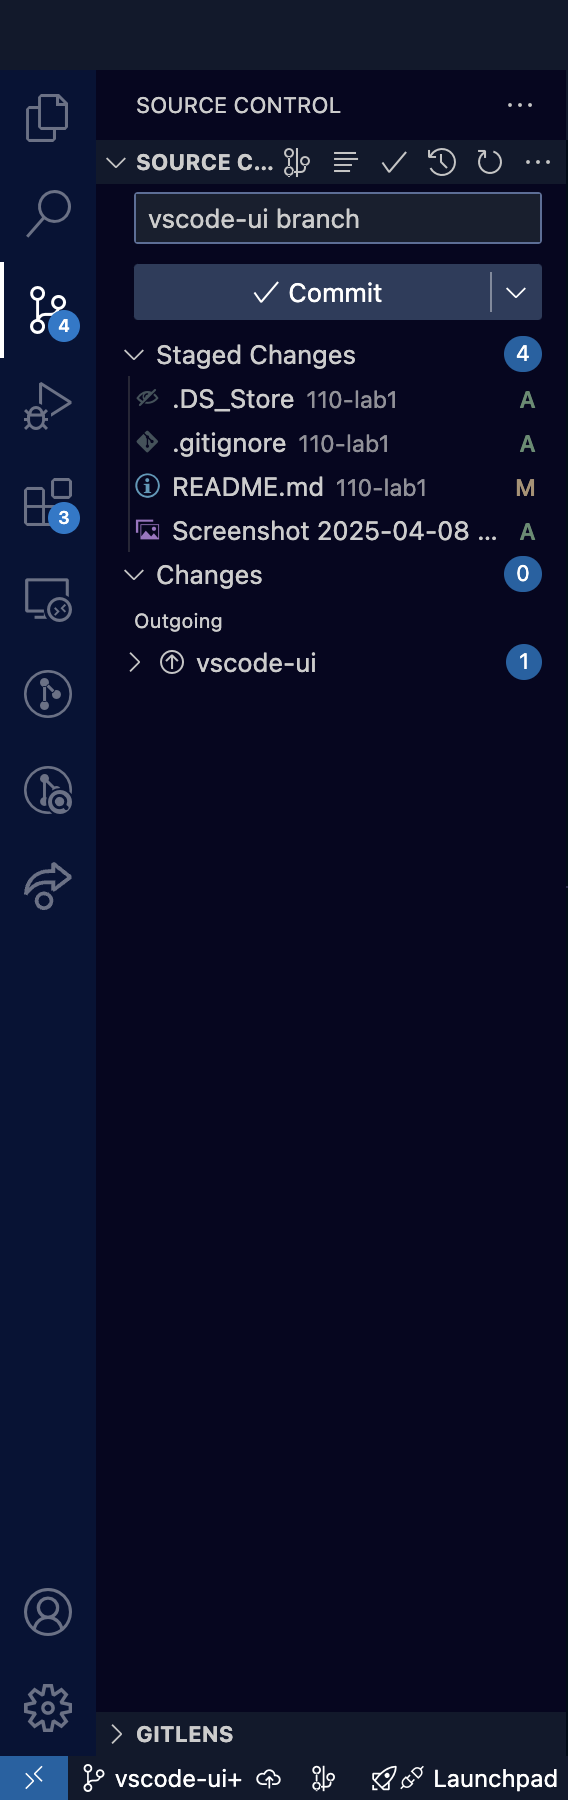 SOURCE CONTROL
SOURCE C...
vscode-ui branch
Commit
4
Staged Changes 4
.DS_Store 110-lab1 A
.gitignore 110-lab1 A
README.md 110-lab1 M
3
Screenshot 2025-04-08 ... A
Changes 0
Outgoing
vscode-ui 1
GITLENS
vscode-ui+ Launchpad